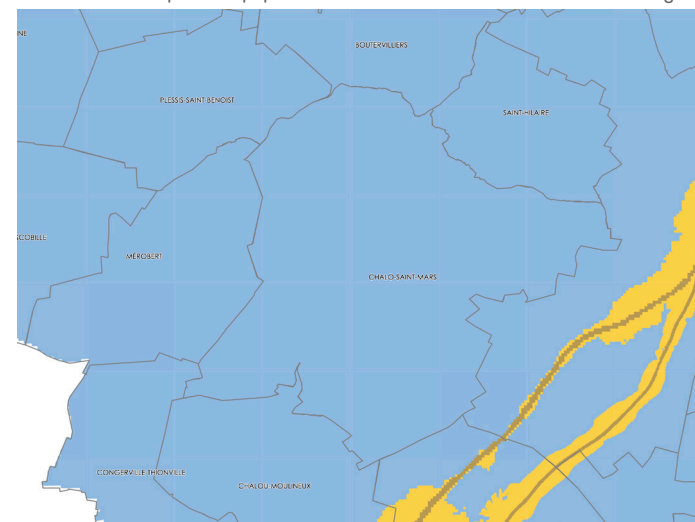 BOUTERVILLIERS
PLESSIS-SAINT-BENOIST
SAINT-HILAIRE
MÉROBERT
CHALO-SAINT-MARS
CONGERVILLE-THIONVILLE
CHALOU-MOULINEUX